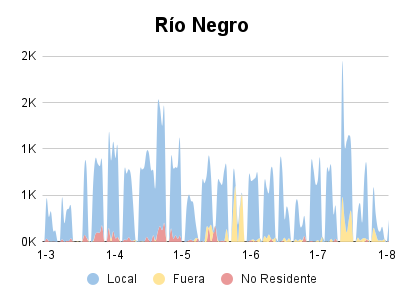 Río Negro
2K
2K
1K
1K
0K
1-3 1-4 1-5 1-6 1-7 1-8
Local Fuera No Residente